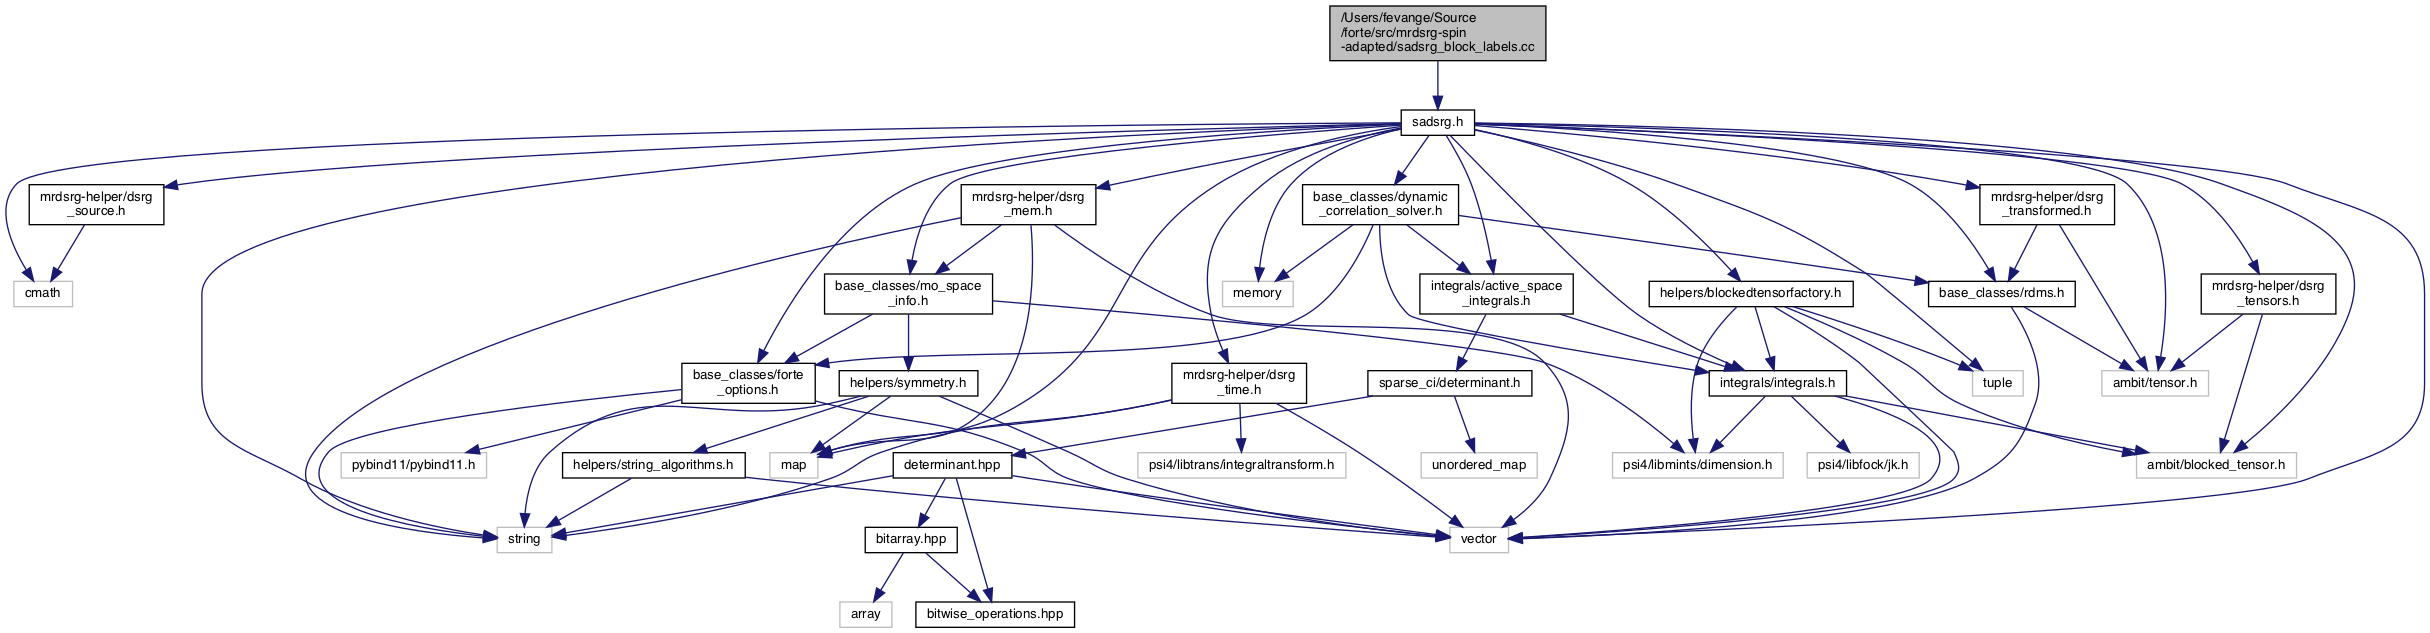 /Users/fevange/Source
/forte/src/mrdsrg-spin
-adapted/sadsrg_block_labels.cc
sadsrg.h
mrdsrg-helper/dsrg
_source.h
mrdsrg-helper/dsrg
_mem.h
base_classes/dynamic
_correlation_solver.h
mrdsrg-helper/dsrg
_transformed.h
cmath
base_classes/mo_space
_info.h
memory
integrals/active_space
_integrals.h
helpers/blockedtensorfactory.h
base_classes/rdms.h
mrdsrg-helper/dsrg
_tensors.h
base_classes/forte
_options.h
helpers/symmetry.h
mrdsrg-helper/dsrg
_time.h
sparse_ci/determinant.h
integrals/integrals.h
tuple
ambit/tensor.h
pybind11/pybind11.h
helpers/string_algorithms.h
map
determinant.hpp
psi4/libtrans/integraltransform.h
unordered_map
psi4/libmints/dimension.h
psi4/libfock/jk.h
ambit/blocked_tensor.h
string
bitarray.hpp
vector
array
bitwise_operations.hpp